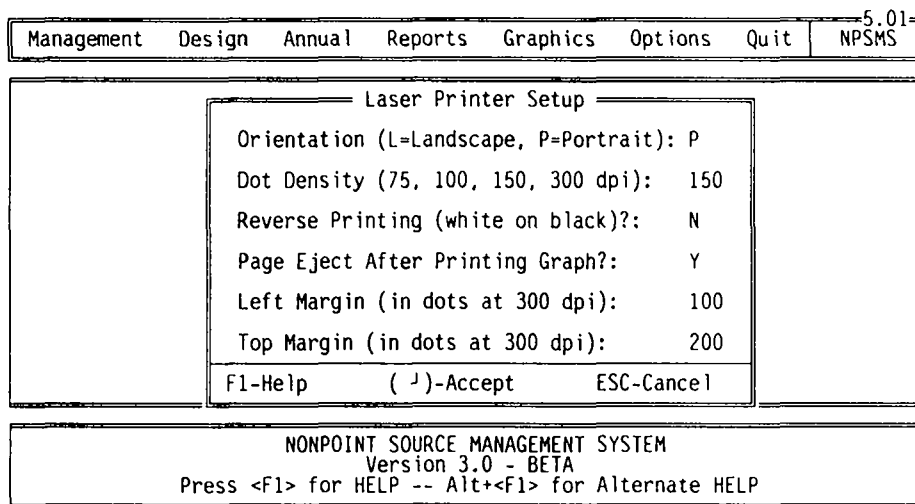 5.01
Management Design Annual Reports Graphics Options Quit NPSMS
Laser Printer Setup
Orientation (L=Landscape, P=Portrait): P
Dot Density (75, 100, 150, 300 dpi): 150
Reverse Printing (white on black)?: N
Page Eject After Printing Graph?: Y
Left Margin (in dots at 300 dpi): 100
Top Margin (in dots at 300 dpi): 200
F1-Help (┘)-Accept ESC-Cancel
NONPOINT SOURCE MANAGEMENT SYSTEM
Version 3.0 - BETA
Press <F1> for HELP -- Alt+<F1> for Alternate HELP